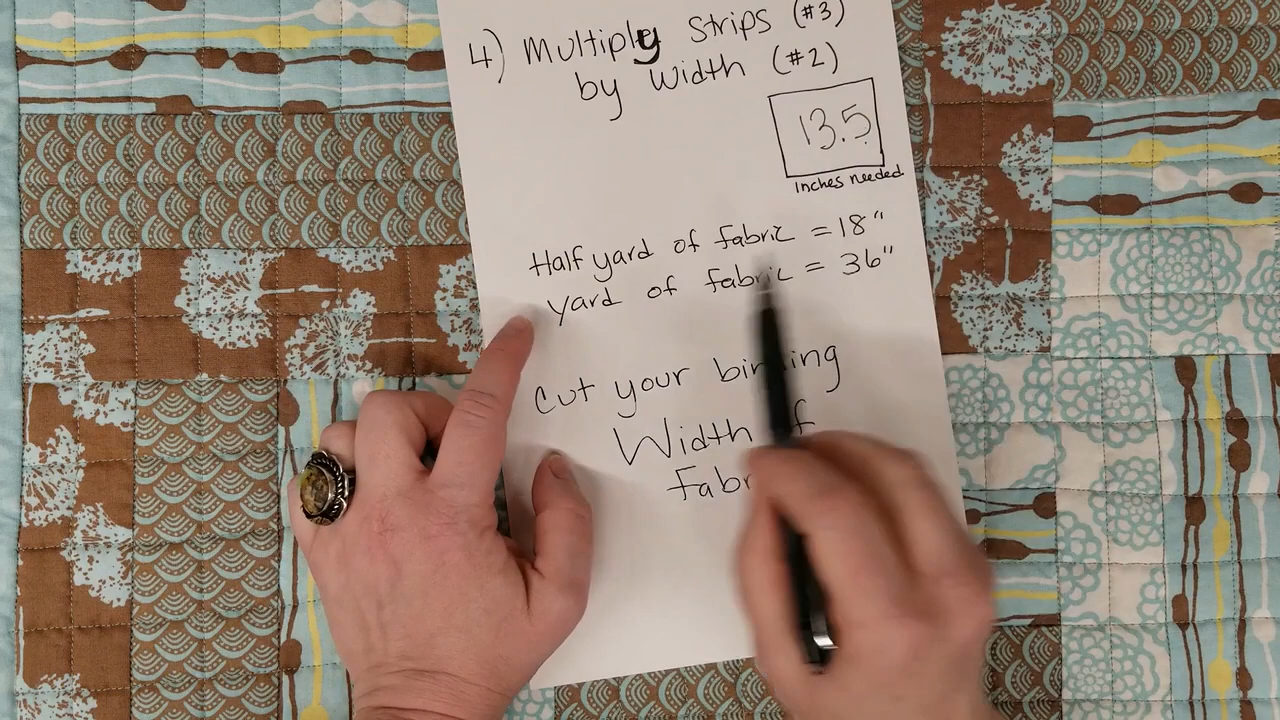 4) Multiply Strips (#3)
by Width (#2)
13.5
Inches needed
Half yard of fabric = 18"
Yard of fabric = 36"
Cut your binding
Width